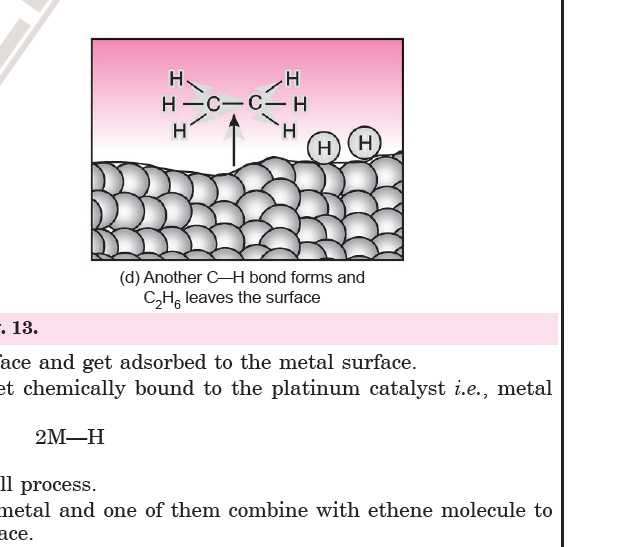 H H
H C C H
H H
H H
(d) Another C—H bond forms and
C₂H₆ leaves the surface
. 13.
face and get adsorbed to the metal surface.
et chemically bound to the platinum catalyst i.e., metal
2M—H
ll process.
metal and one of them combine with ethene molecule to
ace.